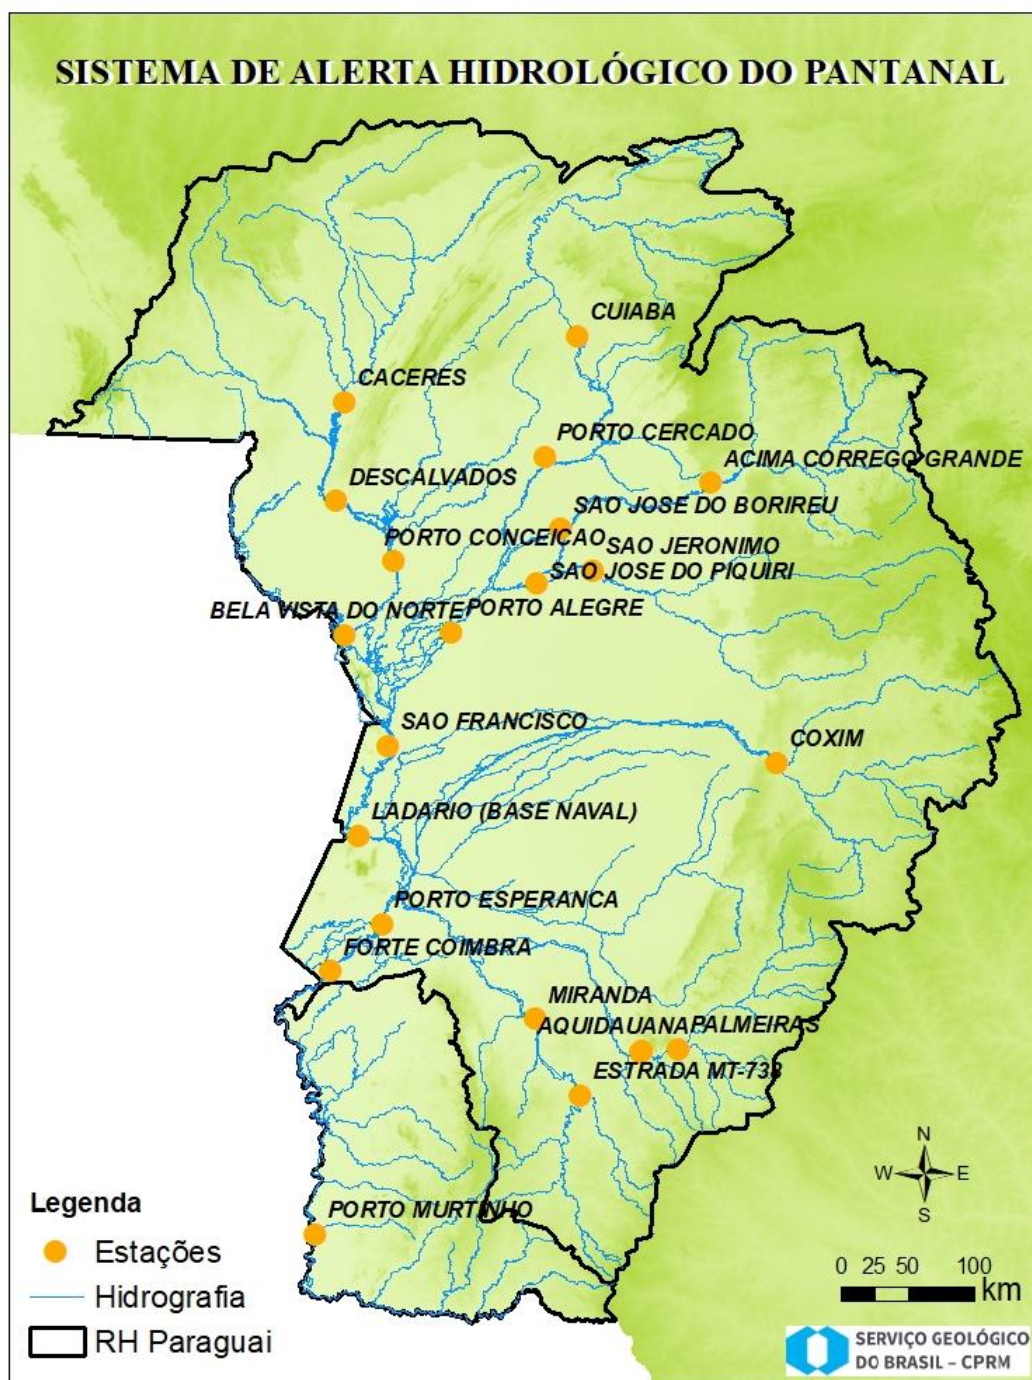 SISTEMA DE ALERTA HIDROLÓGICO DO PANTANAL
CUIABA
CACERES
PORTO CERCADO
ACIMA CORREGO GRANDE
DESCALVADOS
SAO JOSE DO BORIREU
PORTO CONCEICAO
SAO JERONIMO
SAO JOSE DO PIQUIRI
BELA VISTA DO NORTE
PORTO ALEGRE
SAO FRANCISCO
COXIM
LADARIO (BASE NAVAL)
PORTO ESPERANCA
FORTE COIMBRA
MIRANDA
AQUIDAUANA
PALMEIRAS
ESTRADA MT-738
PORTO MURTINHO
N
W
E
S
Legenda
Estações
Hidrografia
RH Paraguai
0 25 50 100
km
SERVIÇO GEOLÓGICO
DO BRASIL – CPRM